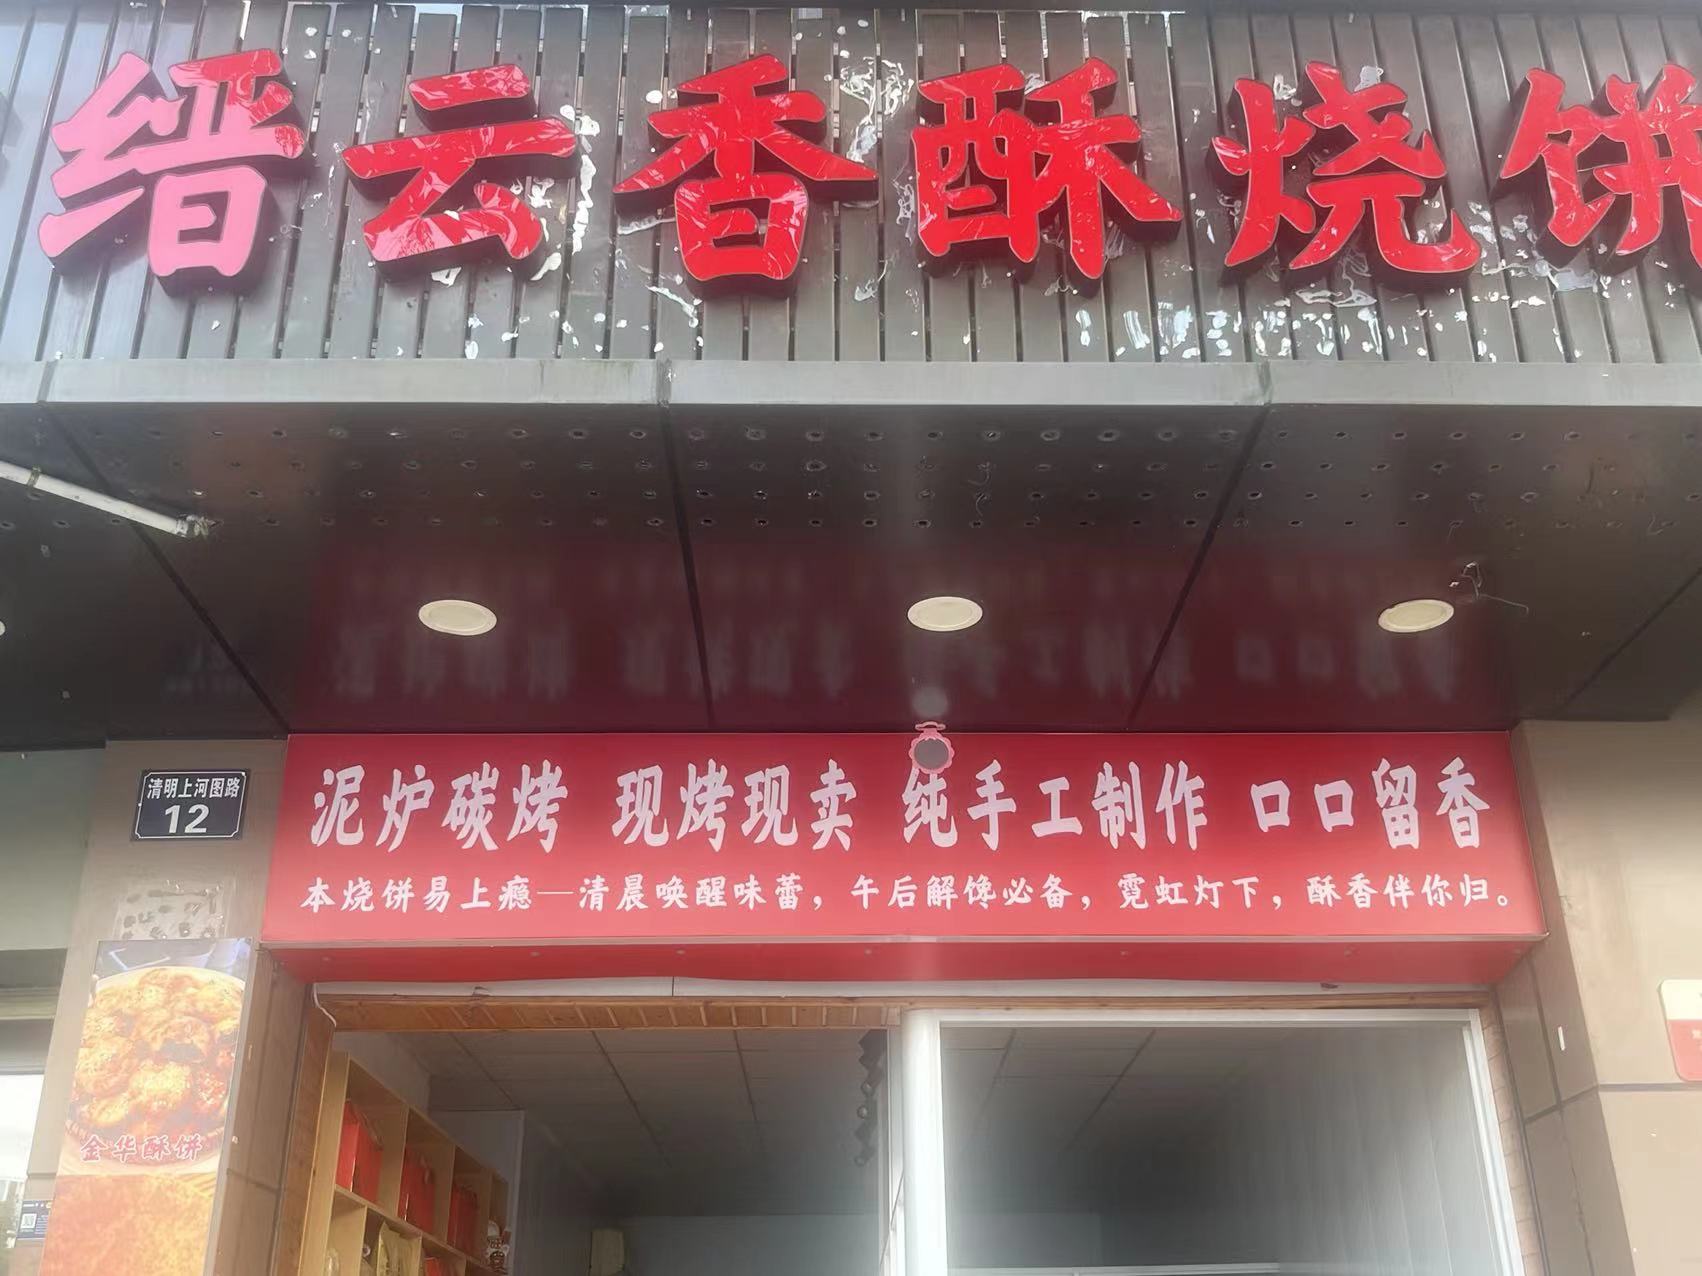 缙云香酥烧饼
清明上河图路
12
泥炉碳烤 现烤现卖 纯手工制作 口口留香
本烧饼易上瘾—清晨唤醒味蕾，午后解馋必备，霓虹灯下，酥香伴你归。
金华酥饼